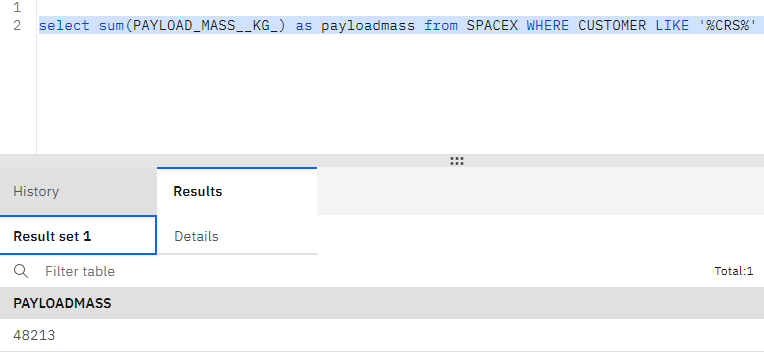 1
2 select sum(PAYLOAD_MASS__KG_) as payloadmass from SPACEX WHERE CUSTOMER LIKE '%CRS%'
History Results
Result set 1 Details
Filter table Total:1
PAYLOADMASS
48213